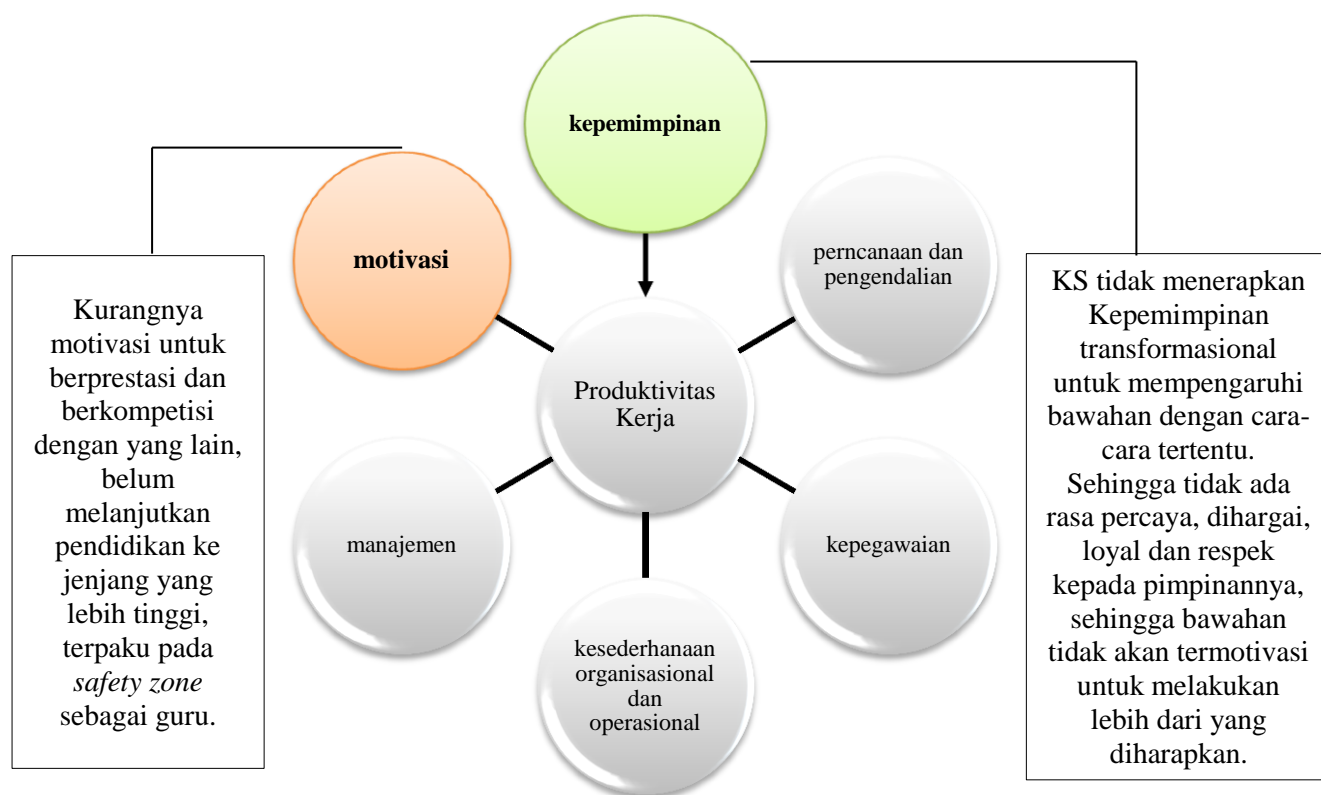 kepemimpinan
motivasi
perncanaan dan
pengendalian
Produktivitas
Kerja
manajemen
kepegawaian
kesederhanaan
organisasional
dan
operasional
Kurangnya
motivasi untuk
berprestasi dan
berkompetisi
dengan yang lain,
belum
melanjutkan
pendidikan ke
jenjang yang
lebih tinggi,
terpaku pada
safety zone
sebagai guru.
KS tidak menerapkan
Kepemimpinan
transformasional
untuk mempengaruhi
bawahan dengan cara-
cara tertentu.
Sehingga tidak ada
rasa percaya, dihargai,
loyal dan respek
kepada pimpinannya,
sehingga bawahan
tidak akan termotivasi
untuk melakukan
lebih dari yang
diharapkan.